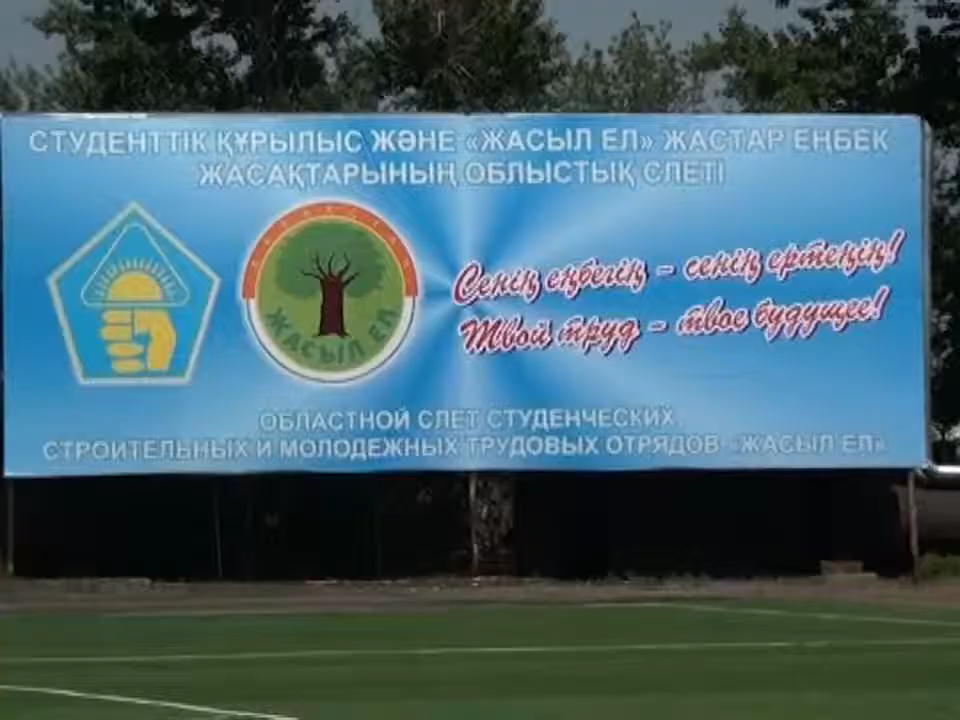 СТУДЕНТТІК ҚҰРЫЛЫС ЖӘНЕ «ЖАСЫЛ ЕЛ» ЖАСТАР ЕҢБЕК
ЖАСАҚТАРЫНЫҢ ОБЛЫСТЫҚ СЛЕТІ
ЖАСЫЛ ЕЛ
Сенің еңбегің - сенің ертеңің!
Твой труд - твое будущее!
ОБЛАСТНОЙ СЛЕТ СТУДЕНЧЕСКИХ
СТРОИТЕЛЬНЫХ И МОЛОДЕЖНЫХ ТРУДОВЫХ ОТРЯДОВ «ЖАСЫЛ ЕЛ»